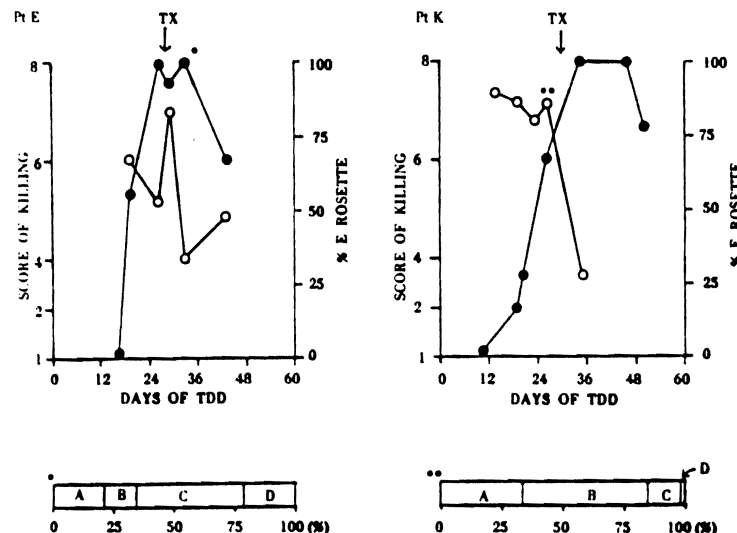 Pt E
TX
Pt K
TX
8
6
4
2
1
SCORE OF KILLING
100
75
50
25
0
% E ROSETTE
0 12 24 36 48 60
DAYS OF TDD
8
6
4
2
1
SCORE OF KILLING
100
75
50
25
0
% E ROSETTE
0 12 24 36 48 60
DAYS OF TDD
A B C D
0 25 50 75 100 (%)
D
A B C
0 25 50 75 100 (%)